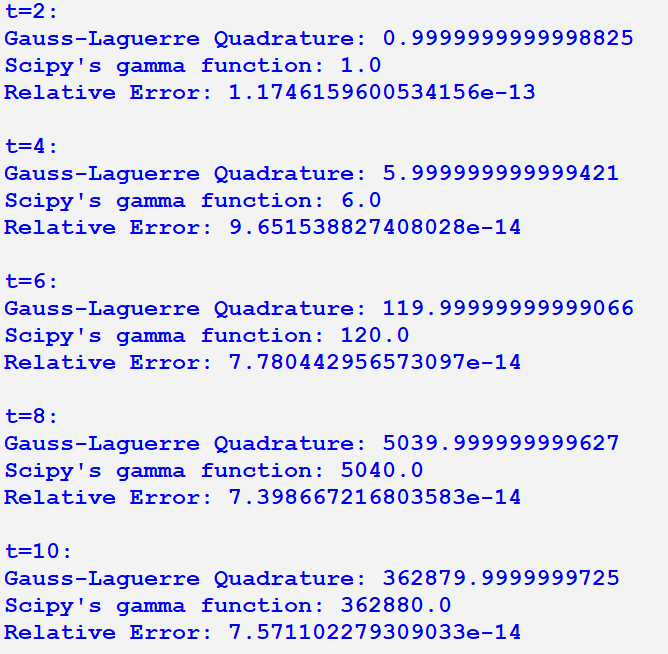 t=2:
Gauss-Laguerre Quadrature: 0.9999999999998825
Scipy's gamma function: 1.0
Relative Error: 1.1746159600534156e-13
t=4:
Gauss-Laguerre Quadrature: 5.999999999999421
Scipy's gamma function: 6.0
Relative Error: 9.651538827408028e-14
t=6:
Gauss-Laguerre Quadrature: 119.99999999999066
Scipy's gamma function: 120.0
Relative Error: 7.780442956573097e-14
t=8:
Gauss-Laguerre Quadrature: 5039.999999999627
Scipy's gamma function: 5040.0
Relative Error: 7.398667216803583e-14
t=10:
Gauss-Laguerre Quadrature: 362879.9999999725
Scipy's gamma function: 362880.0
Relative Error: 7.571102279309033e-14